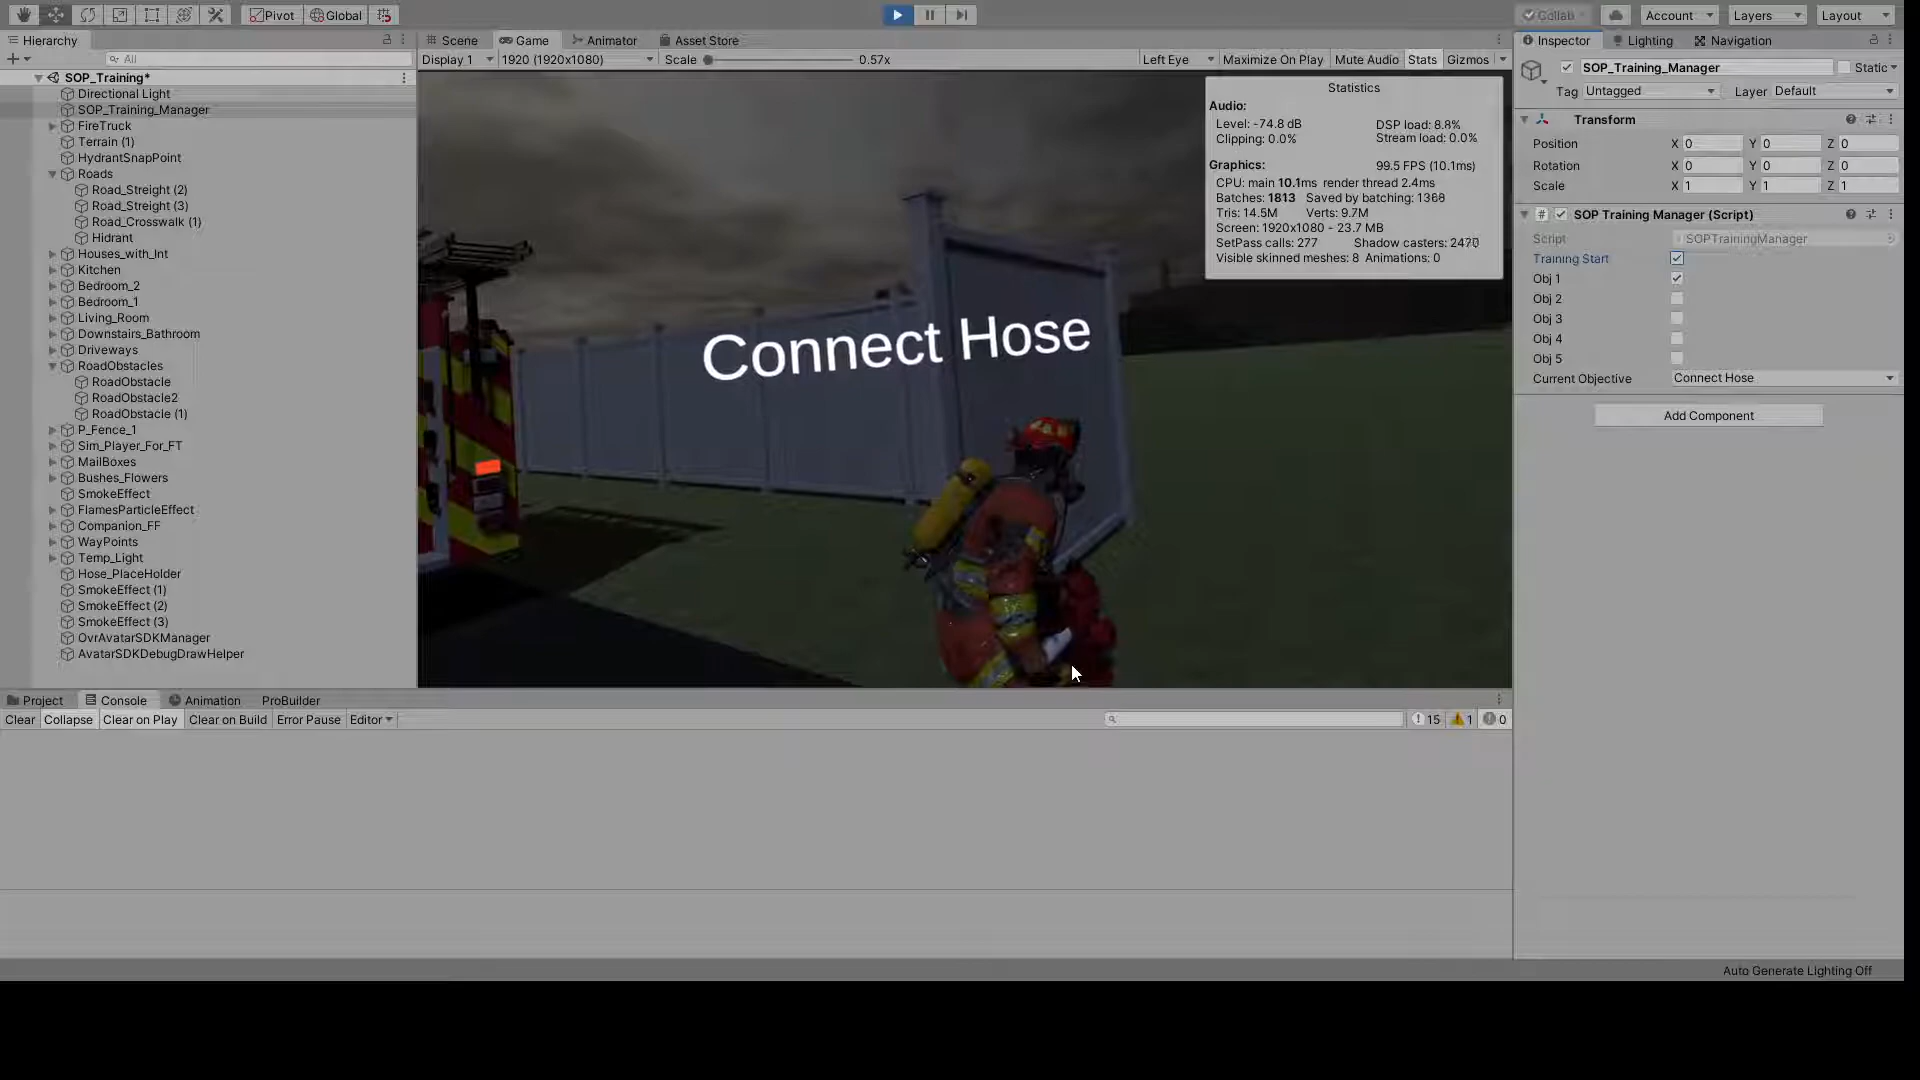 Pivot Global Collab Account Layers Layout
Hierarchy
All
SOP_Training*
Directional Light
SOP_Training_Manager
FireTruck
Terrain (1)
HydrantSnapPoint
Roads
Road_Streight (2)
Road_Streight (3)
Road_Crosswalk (1)
Hidrant
Houses_with_Int
Kitchen
Bedroom_2
Bedroom_1
Living_Room
Downstairs_Bathroom
Driveways
RoadObstacles
RoadObstacle
RoadObstacle2
RoadObstacle (1)
P_Fence_1
Sim_Player_For_FT
MailBoxes
Bushes_Flowers
SmokeEffect
FlamesParticleEffect
Companion_FF
WayPoints
Temp_Light
Hose_PlaceHolder
SmokeEffect (1)
SmokeEffect (2)
SmokeEffect (3)
OvrAvatarSDKManager
AvatarSDKDebugDrawHelper
Scene Game Animator Asset Store
Display 1 1920 (1920x1080) Scale 0.57x Left Eye Maximize On Play Mute Audio Stats Gizmos
Statistics
Audio:
Level: -74.8 dB DSP load: 8.8%
Clipping: 0.0% Stream load: 0.0%
Graphics: 99.5 FPS (10.1ms)
CPU: main 10.1ms render thread 2.4ms
Batches: 1813 Saved by batching:
Tris: 14.5M Verts: 9.7M
Screen: 1920x1080 - 23.7 MB
SetPass calls: 277 Shadow casters:
Visible skinned meshes: 8 Animations: 0
Connect Hose
Inspector Lighting Navigation
SOP_Training_Manager Static
Tag Untagged Layer Default
Transform
Position X 0 Y 0 Z 0
Rotation X 0 Y 0 Z 0
Scale X 1 Y 1 Z 1
# SOP Training Manager (Script)
Script SOPTrainingManager
Training Start
Obj 1
Obj 2
Obj 3
Obj 4
Obj 5
Current Objective Connect Hose
Add Component
Project Console Animation ProBuilder
Clear Collapse Clear on Play Clear on Build Error Pause Editor 15 1 0
Auto Generate Lighting Off